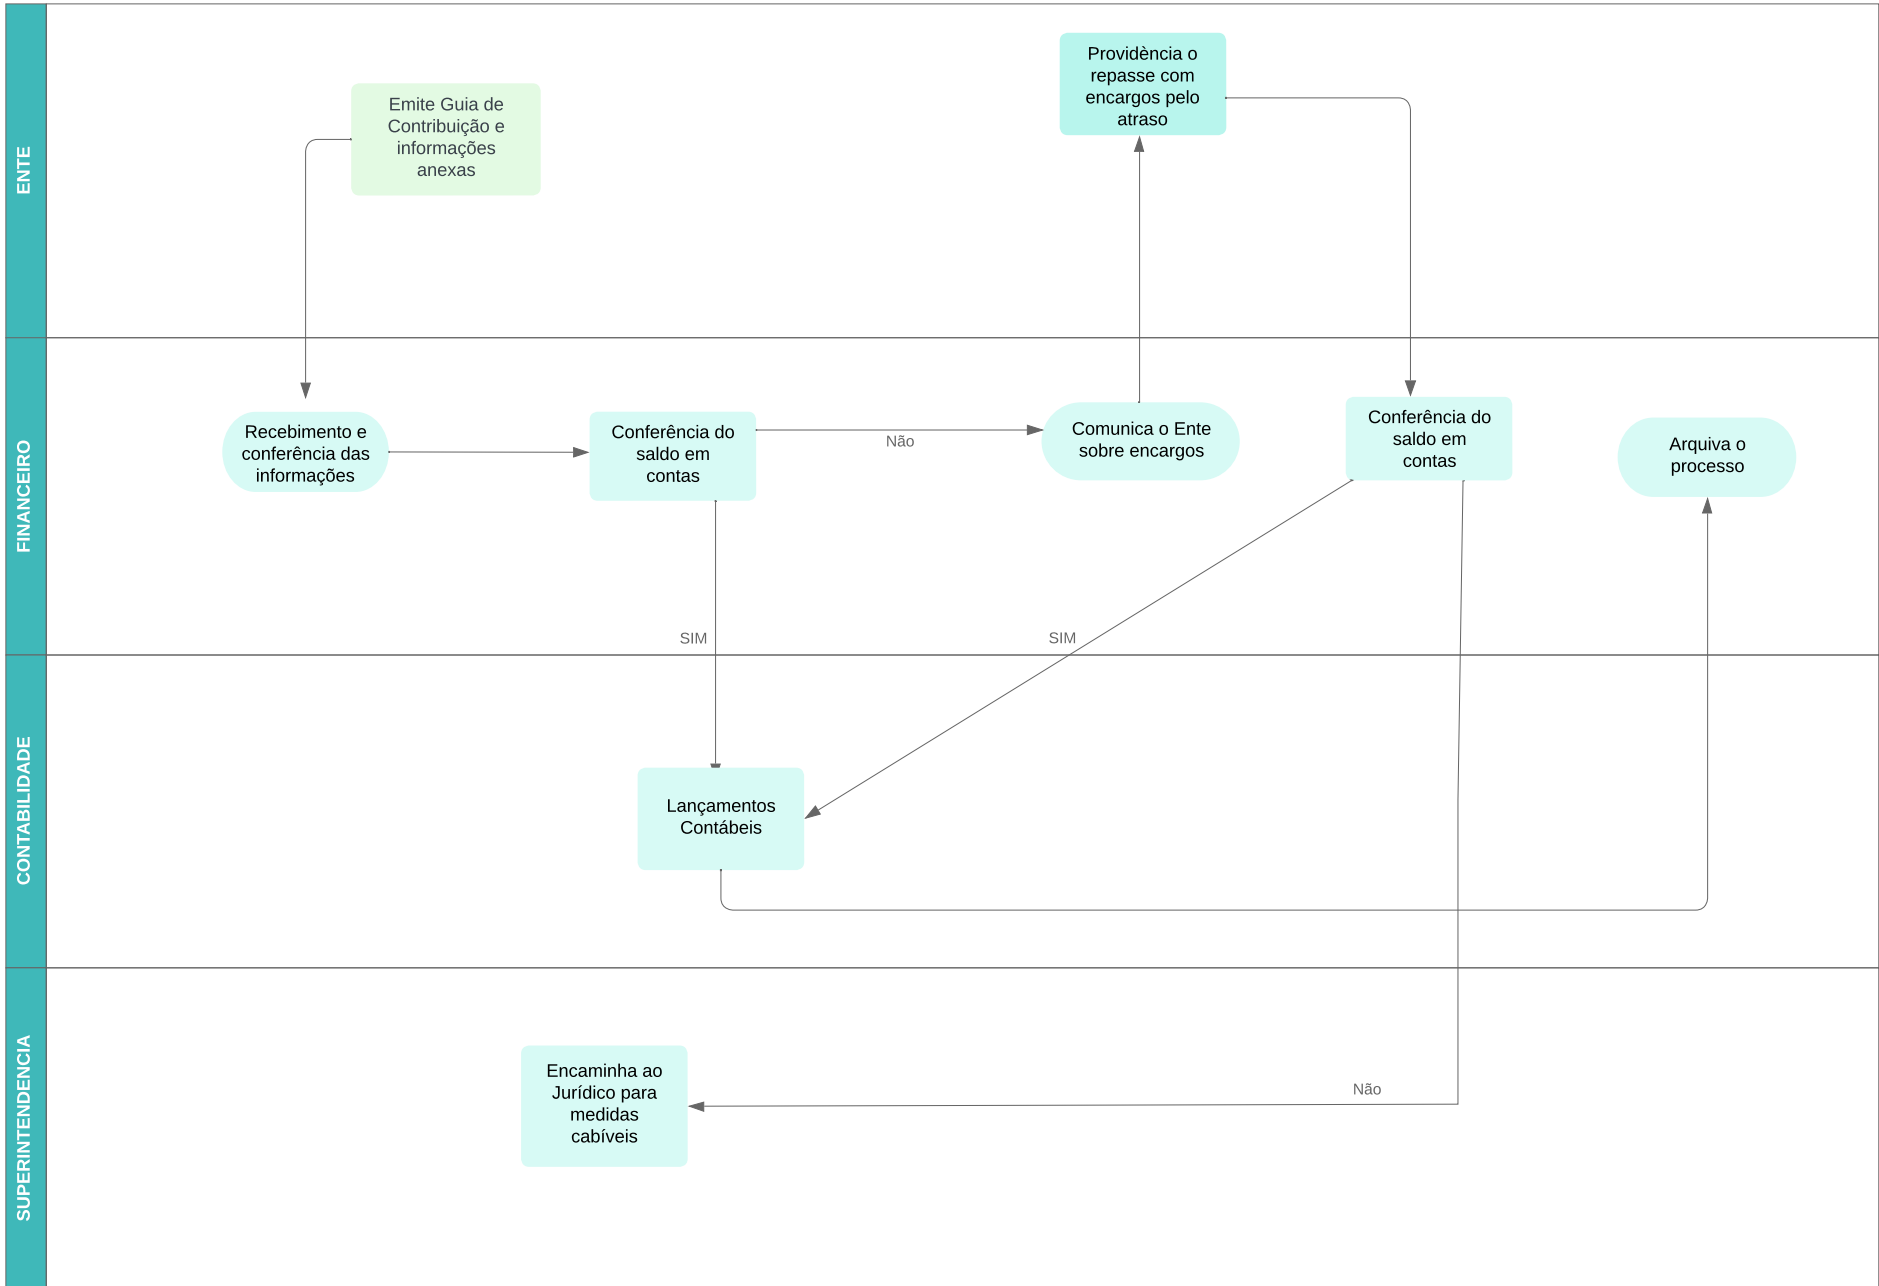 ENTE
Emite Guia de
Contribuição e
informações
anexas
Providència o
repasse com
encargos pelo
atraso
FINANCEIRO
Recebimento e
conferência das
informações
Conferência do
saldo em
contas
Não
Comunica o Ente
sobre encargos
Conferência do
saldo em
contas
Arquiva o
processo
SIM
SIM
CONTABILIDADE
Lançamentos
Contábeis
SUPERINTENDENCIA
Encaminha ao
Jurídico para
medidas
cabíveis
Não